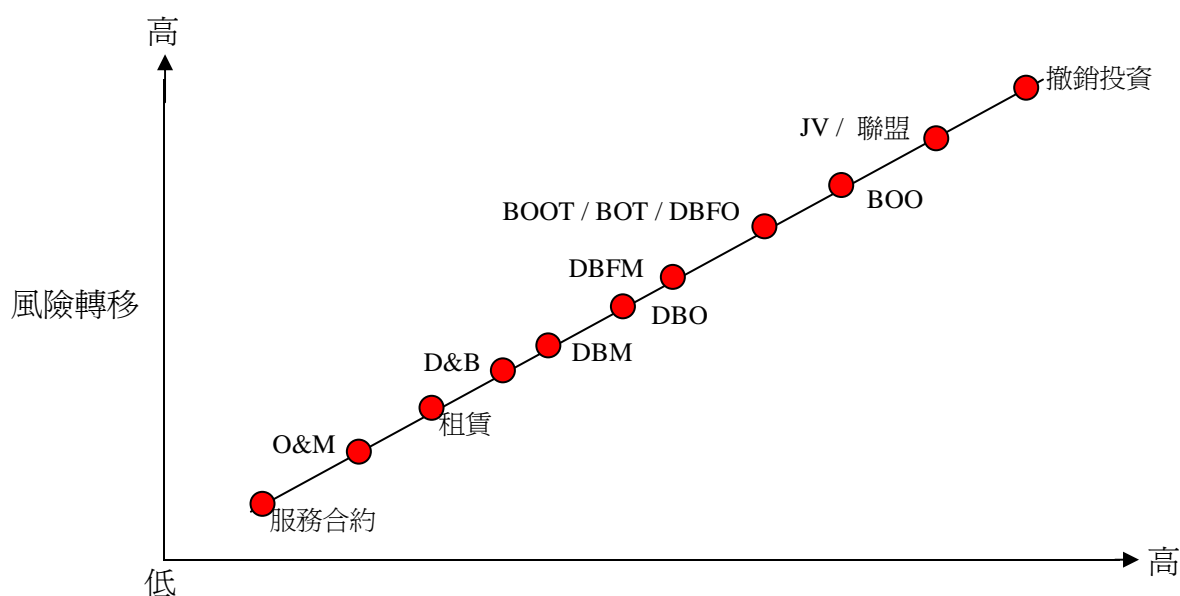 高
撤銷投資
JV / 聯盟
BOO
BOOT / BOT / DBFO
DBFM
風險轉移
DBO
D&B
DBM
租賃
O&M
服務合約
高
低